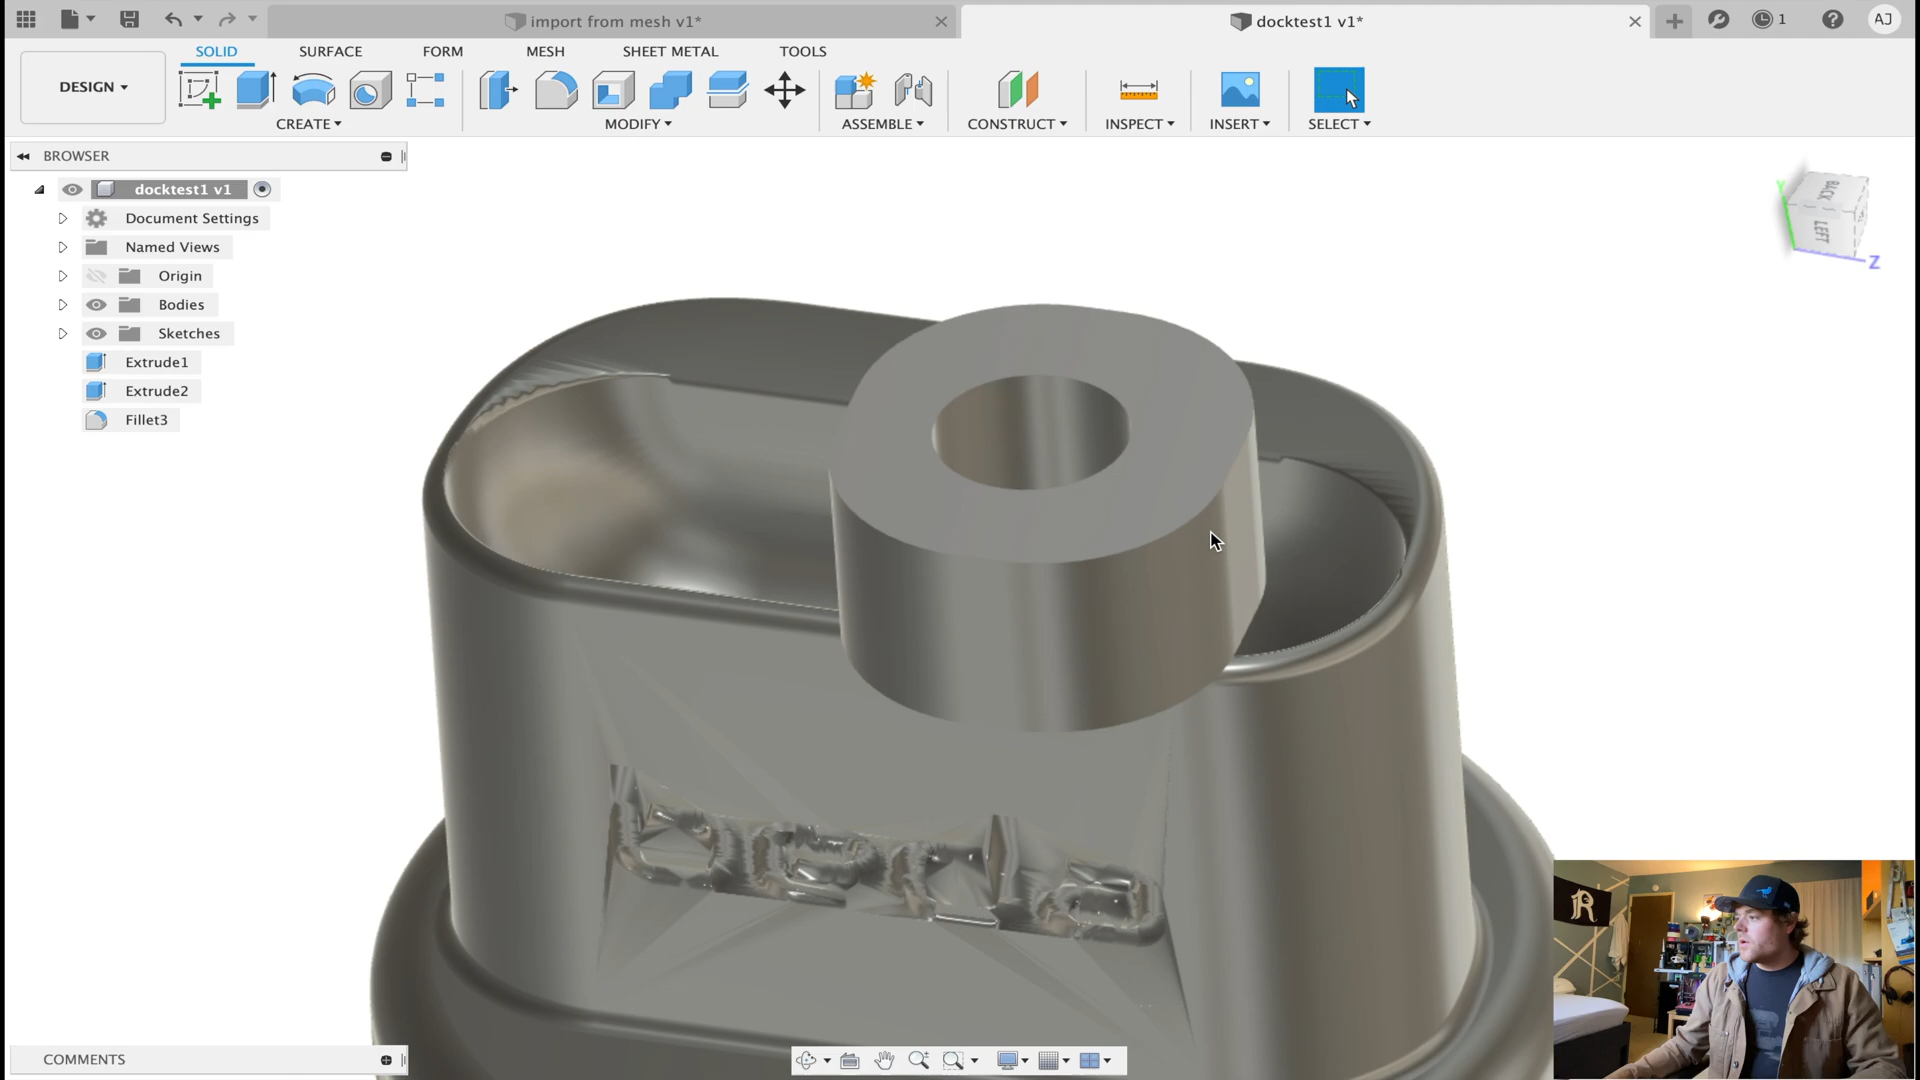 import from mesh v1*
docktest1 v1*
1
AJ
SOLID
SURFACE
FORM
MESH
SHEET METAL
TOOLS
DESIGN
CREATE
MODIFY
ASSEMBLE
CONSTRUCT
INSPECT
INSERT
SELECT
BROWSER
docktest1 v1
Document Settings
Named Views
Origin
Bodies
Sketches
Extrude1
Extrude2
Fillet3
Y
BACK
LEFT
Z
R
COMMENTS